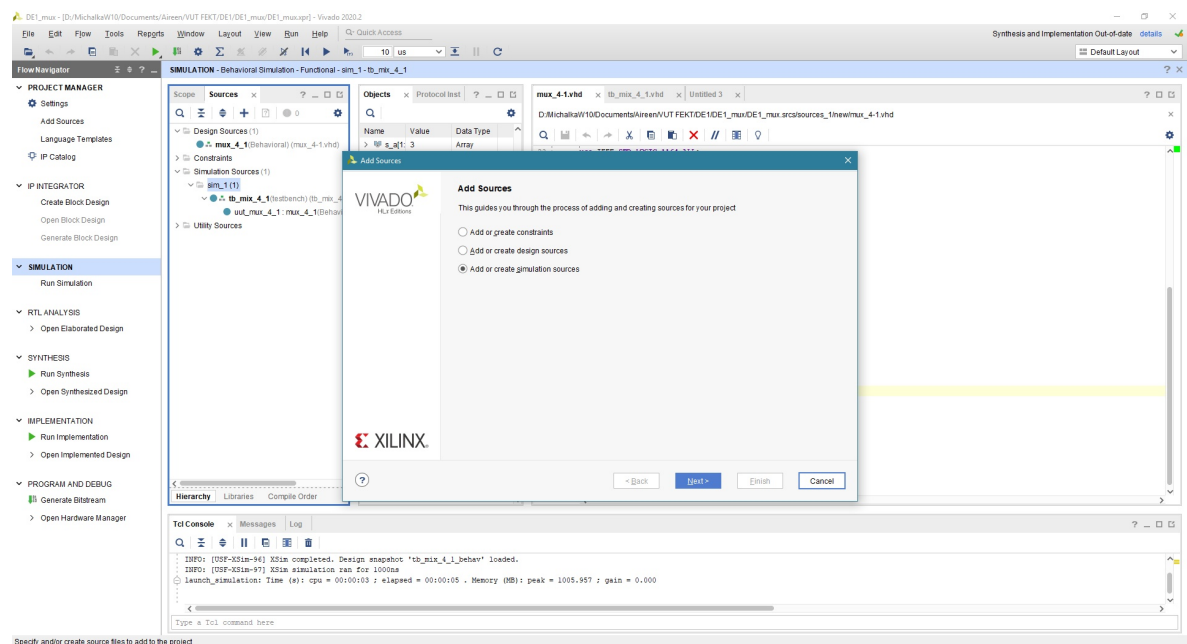 DE1_mux - [D:/MichalkaW10/Documents/Aireen/VUT FEKT/DE1/DE1_mux/DE1_mux.xpr] - Vivado 2020.2
File Edit Flow Tools Reports Window Layout View Run Help Quick Access
Synthesis and Implementation Out-of-date details
10 us
Default Layout
Flow Navigator
SIMULATION - Behavioral Simulation - Functional - sim_1 - tb_mix_4_1
PROJECT MANAGER
Settings
Add Sources
Language Templates
IP Catalog
IP INTEGRATOR
Create Block Design
Open Block Design
Generate Block Design
SIMULATION
Run Simulation
RTL ANALYSIS
Open Elaborated Design
SYNTHESIS
Run Synthesis
Open Synthesized Design
IMPLEMENTATION
Run Implementation
Open Implemented Design
PROGRAM AND DEBUG
Generate Bitstream
Open Hardware Manager
Scope Sources
0
Design Sources (1)
mux_4_1(Behavioral) (mux_4-1.vhd)
Constraints
Simulation Sources (1)
sim_1 (1)
tb_mix_4_1(testbench) (tb_mix_4
uut_mux_4_1 : mux_4_1(Behavi
Utility Sources
Hierarchy Libraries Compile Order
Objects Protocol Inst
Name Value Data Type
s_a[1: 3 Array
mux_4-1.vhd tb_mix_4_1.vhd Untitled 3
D:/MichalkaW10/Documents/Aireen/VUT FEKT/DE1/DE1_mux/DE1_mux.srcs/sources_1/new/mux_4-1.vhd
Add Sources
VIVADO
HLx Editions
Add Sources
This guides you through the process of adding and creating sources for your project
Add or create constraints
Add or create design sources
Add or create simulation sources
XILINX
< Back Next > Finish Cancel
Tcl Console Messages Log
INFO: [USF-XSim-96] XSim completed. Design snapshot 'tb_mix_4_1_behav' loaded.
INFO: [USF-XSim-97] XSim simulation ran for 1000ns
launch_simulation: Time (s): cpu = 00:00:03 ; elapsed = 00:00:05 . Memory (MB): peak = 1005.957 ; gain = 0.000
Type a Tcl command here
Specify and/or create source files to add to the project